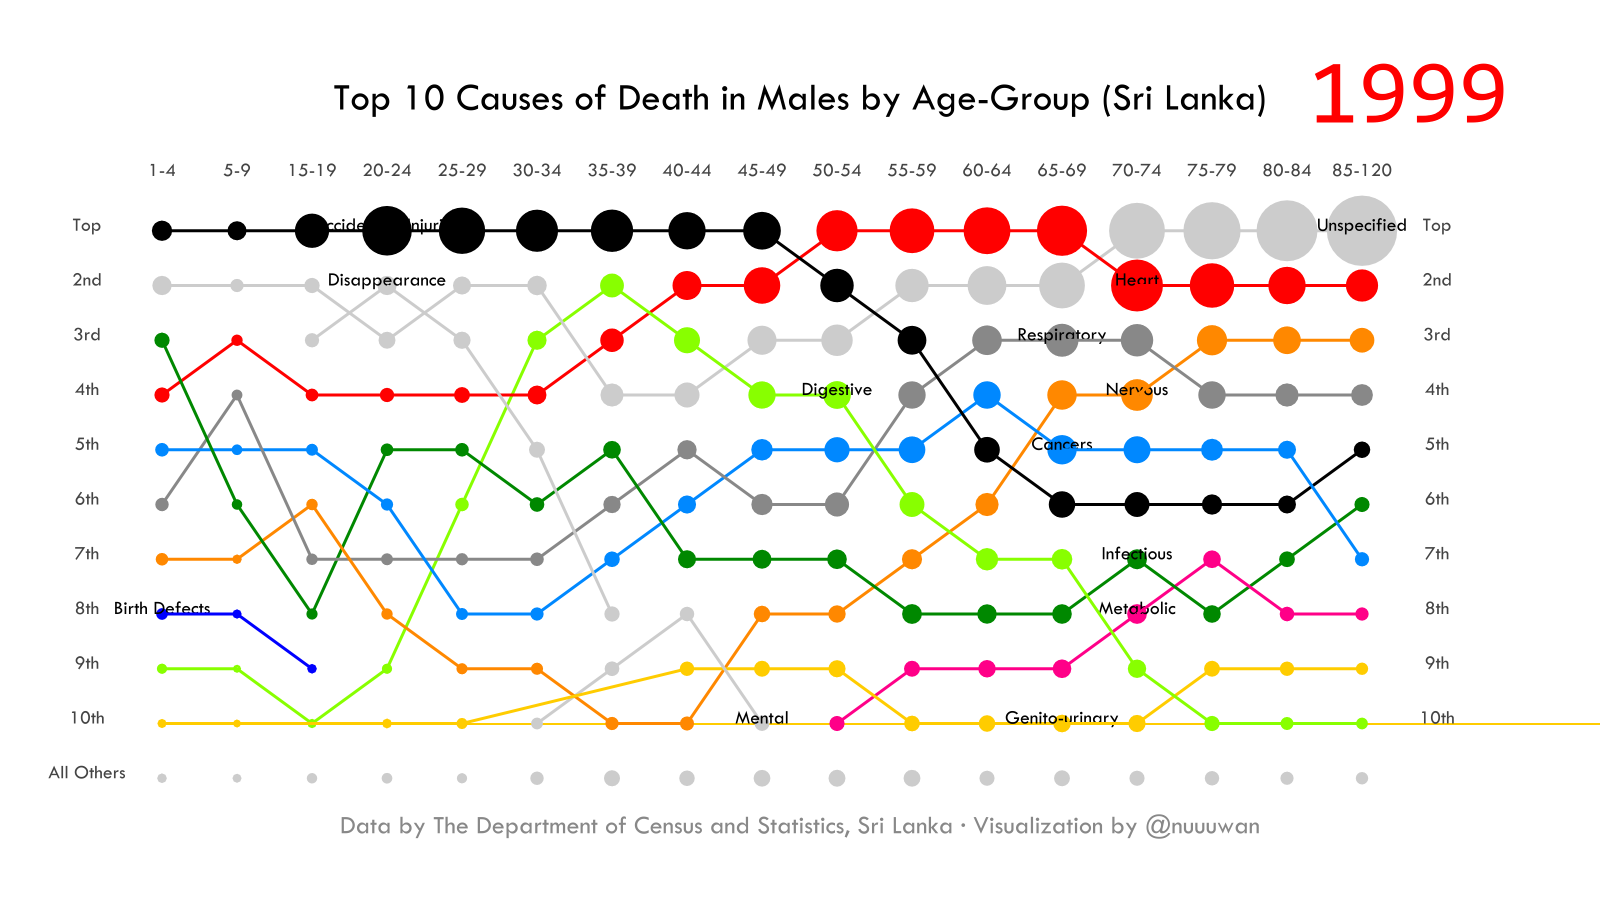 Top 10 Causes of Death in Males by Age-Group (Sri Lanka) 1999
1-4 5-9 15-19 20-24 25-29 30-34 35-39 40-44 45-49 50-54 55-59 60-64 65-69 70-74 75-79 80-84 85-120
Top Unspecified Top
2nd Disappearance Heart 2nd
3rd Respiratory 3rd
4th Digestive Nervous 4th
5th Cancers 5th
6th 6th
7th Infectious 7th
8th Birth Defects Metabolic 8th
9th 9th
10th Mental Genito-urinary 10th
All Others
Data by The Department of Census and Statistics, Sri Lanka · Visualization by @nuuuwan